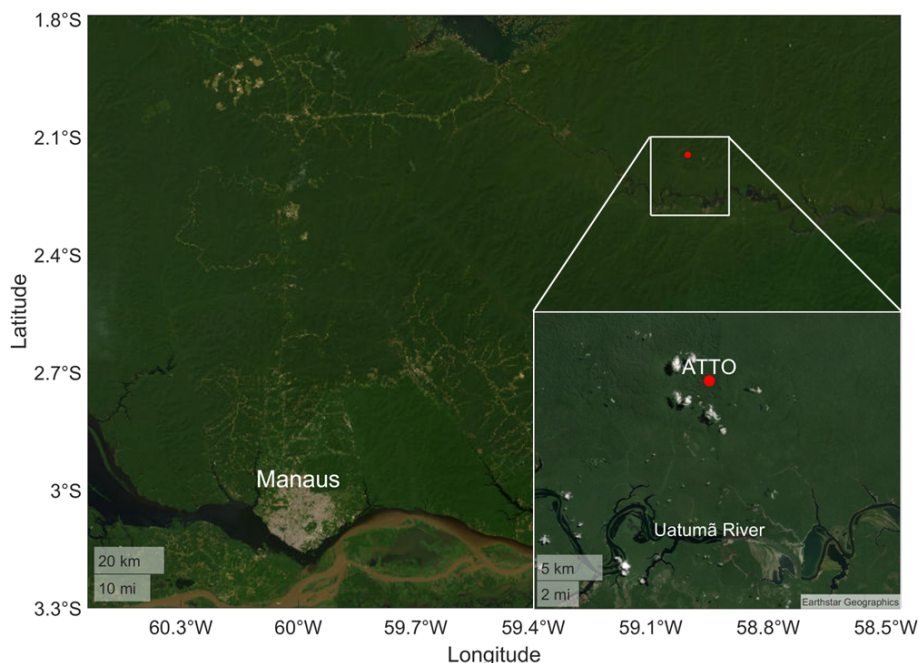 1.8°S
2.1°S
2.4°S
2.7°S
3°S
3.3°S
Latitude
ATTO
Manaus
Uatumã River
20 km
10 mi
5 km
2 mi
Earthstar Geographics
60.3°W
60°W
59.7°W
59.4°W
59.1°W
58.8°W
58.5°W
Longitude